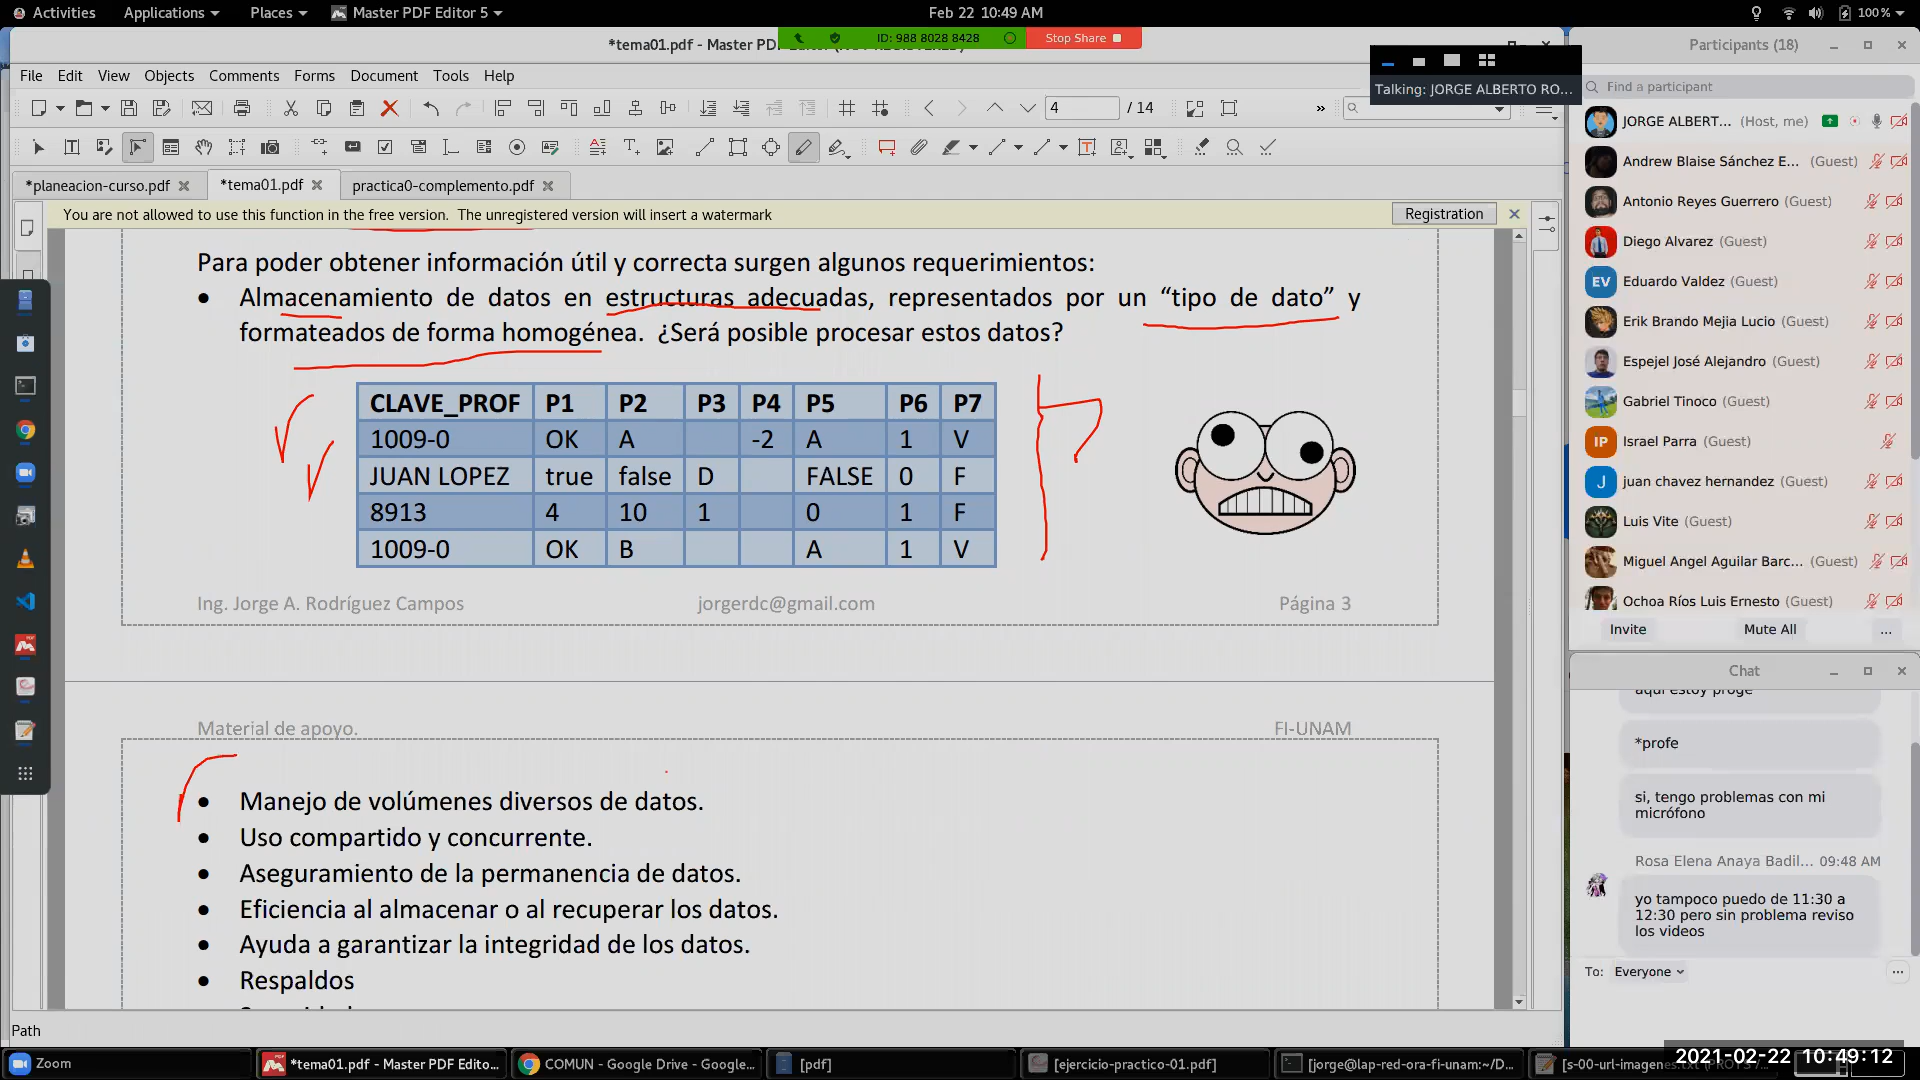 Activities Applications Places Master PDF Editor 5 Feb 22 10:49 AM 100%
ID: 988 8028 8428 Stop Share
Participants (18)
Talking: JORGE ALBERTO RO...
File Edit View Objects Comments Forms Document Tools Help
4 / 14
*planeacion-curso.pdf *tema01.pdf practica0-complemento.pdf
You are not allowed to use this function in the free version. The unregistered version will insert a watermark Registration
Para poder obtener información útil y correcta surgen algunos requerimientos:
• Almacenamiento de datos en estructuras adecuadas, representados por un “tipo de dato” y
formateados de forma homogénea. ¿Será posible procesar estos datos?
CLAVE_PROF P1 P2 P3 P4 P5 P6 P7
1009-0 OK A -2 A 1 V
JUAN LOPEZ true false D FALSE 0 F
8913 4 10 1 0 1 F
1009-0 OK B A 1 V
Ing. Jorge A. Rodríguez Campos jorgerdc@gmail.com Página 3
Material de apoyo. FI-UNAM
• Manejo de volúmenes diversos de datos.
• Uso compartido y concurrente.
• Aseguramiento de la permanencia de datos.
• Eficiencia al almacenar o al recuperar los datos.
• Ayuda a garantizar la integridad de los datos.
• Respaldos
Path
Find a participant
JORGE ALBERT... (Host, me)
Andrew Blaise Sánchez E... (Guest)
Antonio Reyes Guerrero (Guest)
Diego Alvarez (Guest)
EV Eduardo Valdez (Guest)
Erik Brando Mejia Lucio (Guest)
Espejel José Alejandro (Guest)
Gabriel Tinoco (Guest)
IP Israel Parra (Guest)
J juan chavez hernandez (Guest)
Luis Vite (Guest)
Miguel Angel Aguilar Barc... (Guest)
Ochoa Ríos Luis Ernesto (Guest)
Invite Mute All ...
Chat
aqui estoy proge
*profe
si, tengo problemas con mi
micrófono
Rosa Elena Anaya Badil... 09:48 AM
yo tampoco puedo de 11:30 a
12:30 pero sin problema reviso
los videos
To: Everyone
Zoom *tema01.pdf - Master PDF Edito... COMUN - Google Drive - Google... [pdf] [ejercicio-practico-01.pdf] [jorge@lap-red-ora-fi-unam:~/D...
2021-02-22 10:49:12